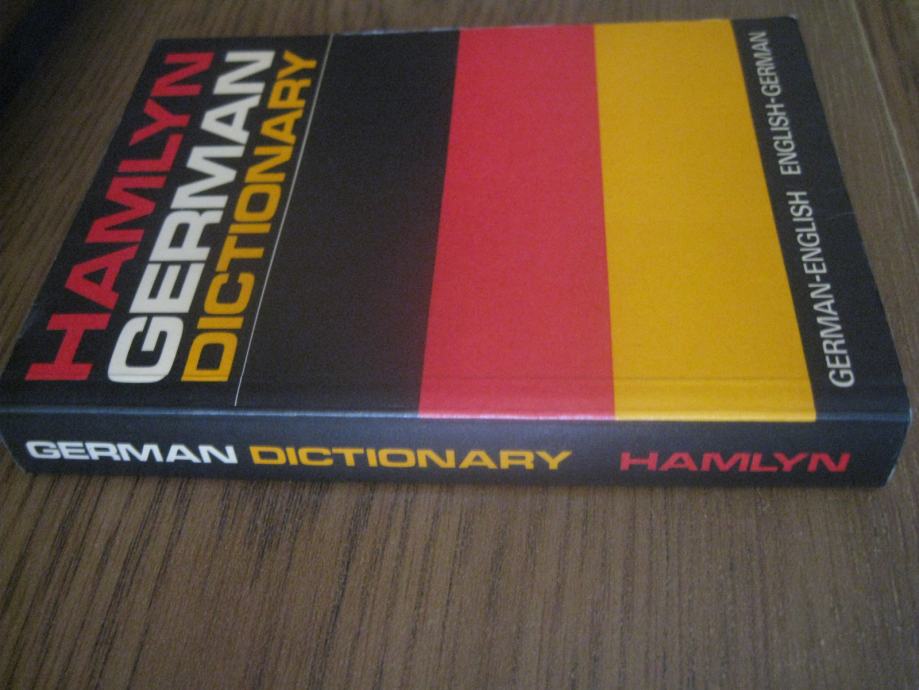 HAMLYN
GERMAN
DICTIONARY
GERMAN-ENGLISH ENGLISH-GERMAN
GERMAN DICTIONARY HAMLYN